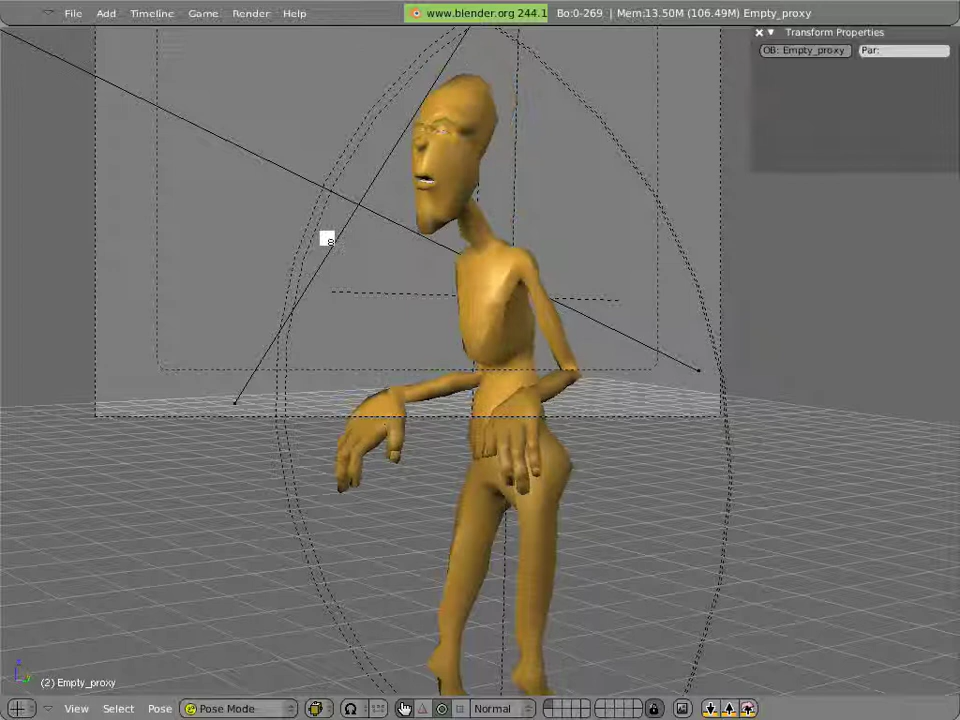 File Add Timeline Game Render Help www.blender.org 244.1 Bo:0-269 | Mem:13.50M (106.49M) Empty_proxy
Transform Properties
OB: Empty_proxy Par:
(2) Empty_proxy
View Select Pose Pose Mode Normal